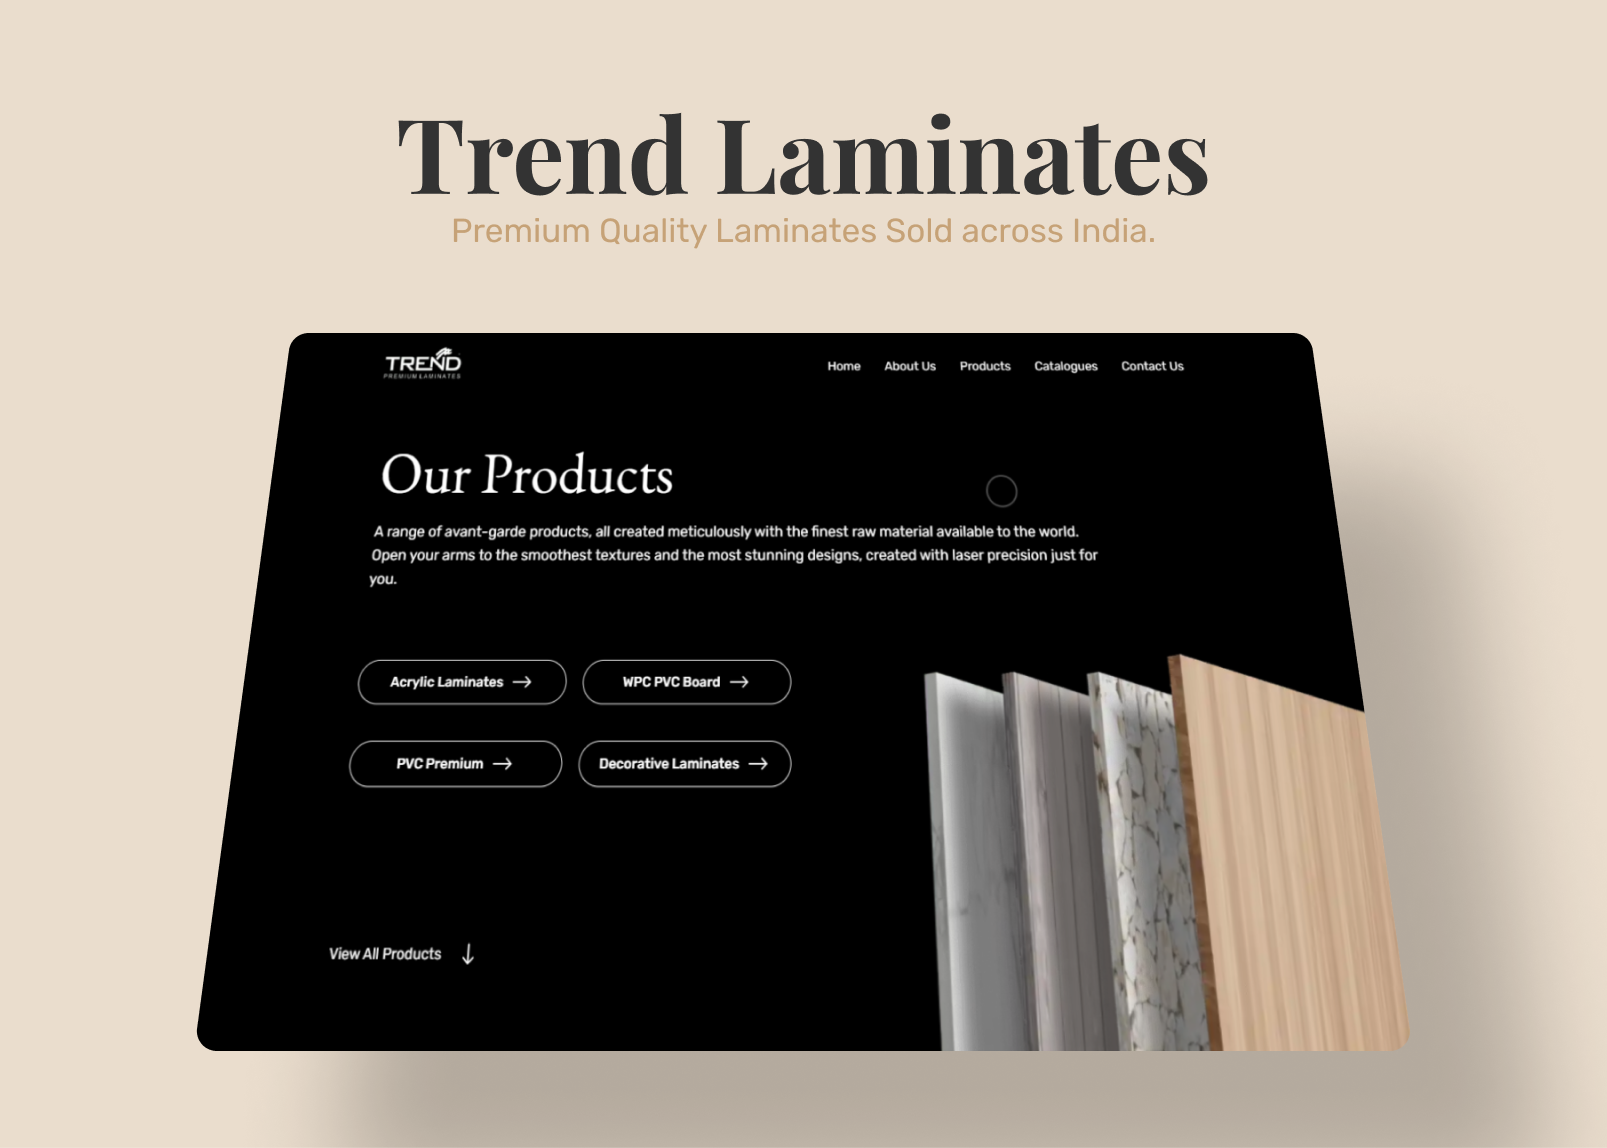 Trend Laminates
Premium Quality Laminates Sold across India.
TREND
PREMIUM LAMINATES
Home About Us Products Catalogues Contact Us
Our Products
A range of avant-garde products, all created meticulously with the finest raw material available to the world.
Open your arms to the smoothest textures and the most stunning designs, created with laser precision just for
you.
Acrylic Laminates → WPC PVC Board →
PVC Premium → Decorative Laminates →
View All Products ↓